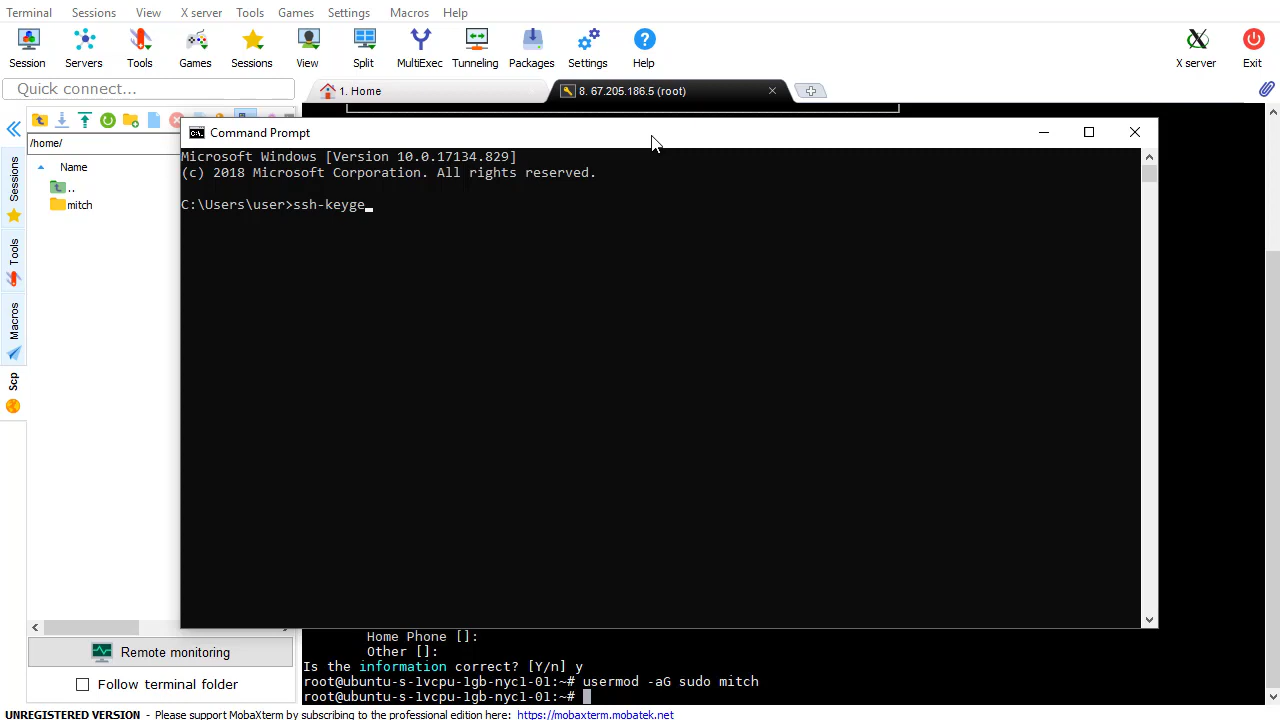 Terminal Sessions View X server Tools Games Settings Macros Help
Session Servers Tools Games Sessions View Split MultiExec Tunneling Packages Settings Help X server Exit
Quick connect...
1. Home
8. 67.205.186.5 (root)
/home/
Name
..
mitch
Sessions
Tools
Macros
Scp
Command Prompt
Microsoft Windows [Version 10.0.17134.829]
(c) 2018 Microsoft Corporation. All rights reserved.
C:\Users\user>ssh-keyge_
Home Phone []:
Other []:
Is the information correct? [Y/n] y
root@ubuntu-s-1vcpu-1gb-nyc1-01:~# usermod -aG sudo mitch
root@ubuntu-s-1vcpu-1gb-nyc1-01:~#
Remote monitoring
Follow terminal folder
UNREGISTERED VERSION - Please support MobaXterm by subscribing to the professional edition here: https://mobaxterm.mobatek.net